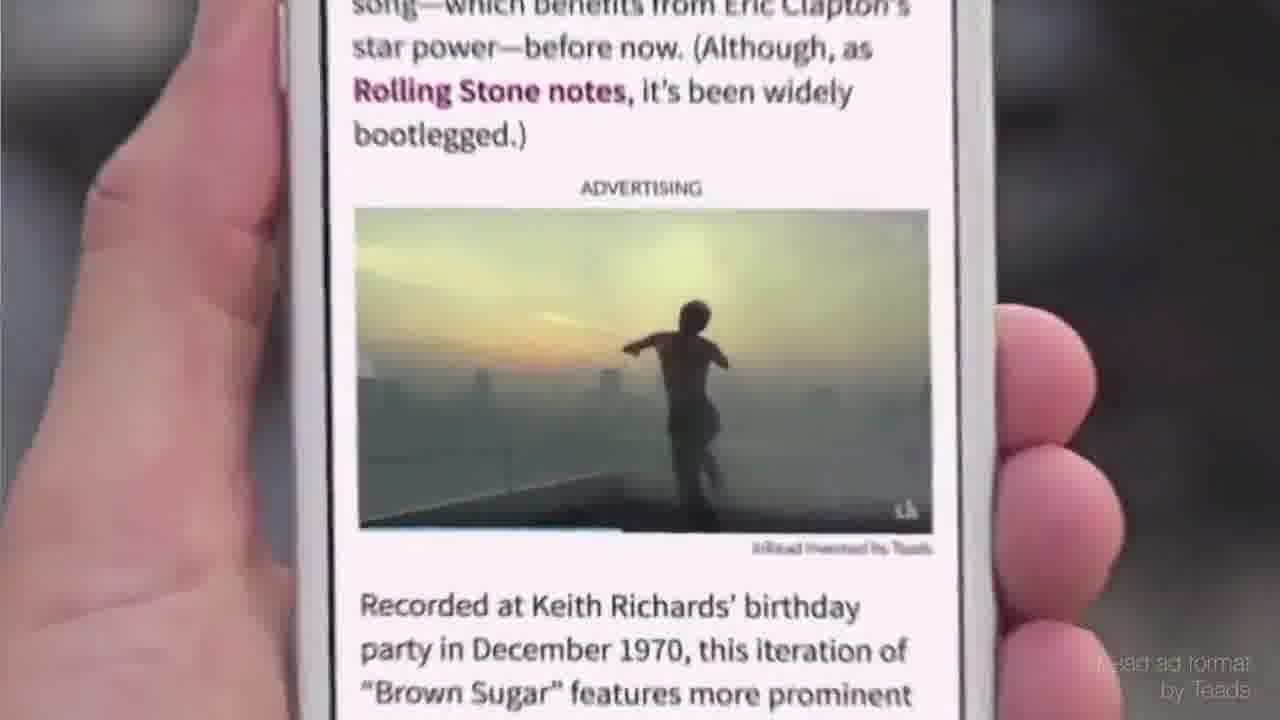 song—which benefits from Eric Clapton's
star power—before now. (Although, as
Rolling Stone notes, it's been widely
bootlegged.)
ADVERTISING
inRead invented by Teads
Recorded at Keith Richards' birthday
party in December 1970, this iteration of
“Brown Sugar” features more prominent
ad format
by Teads